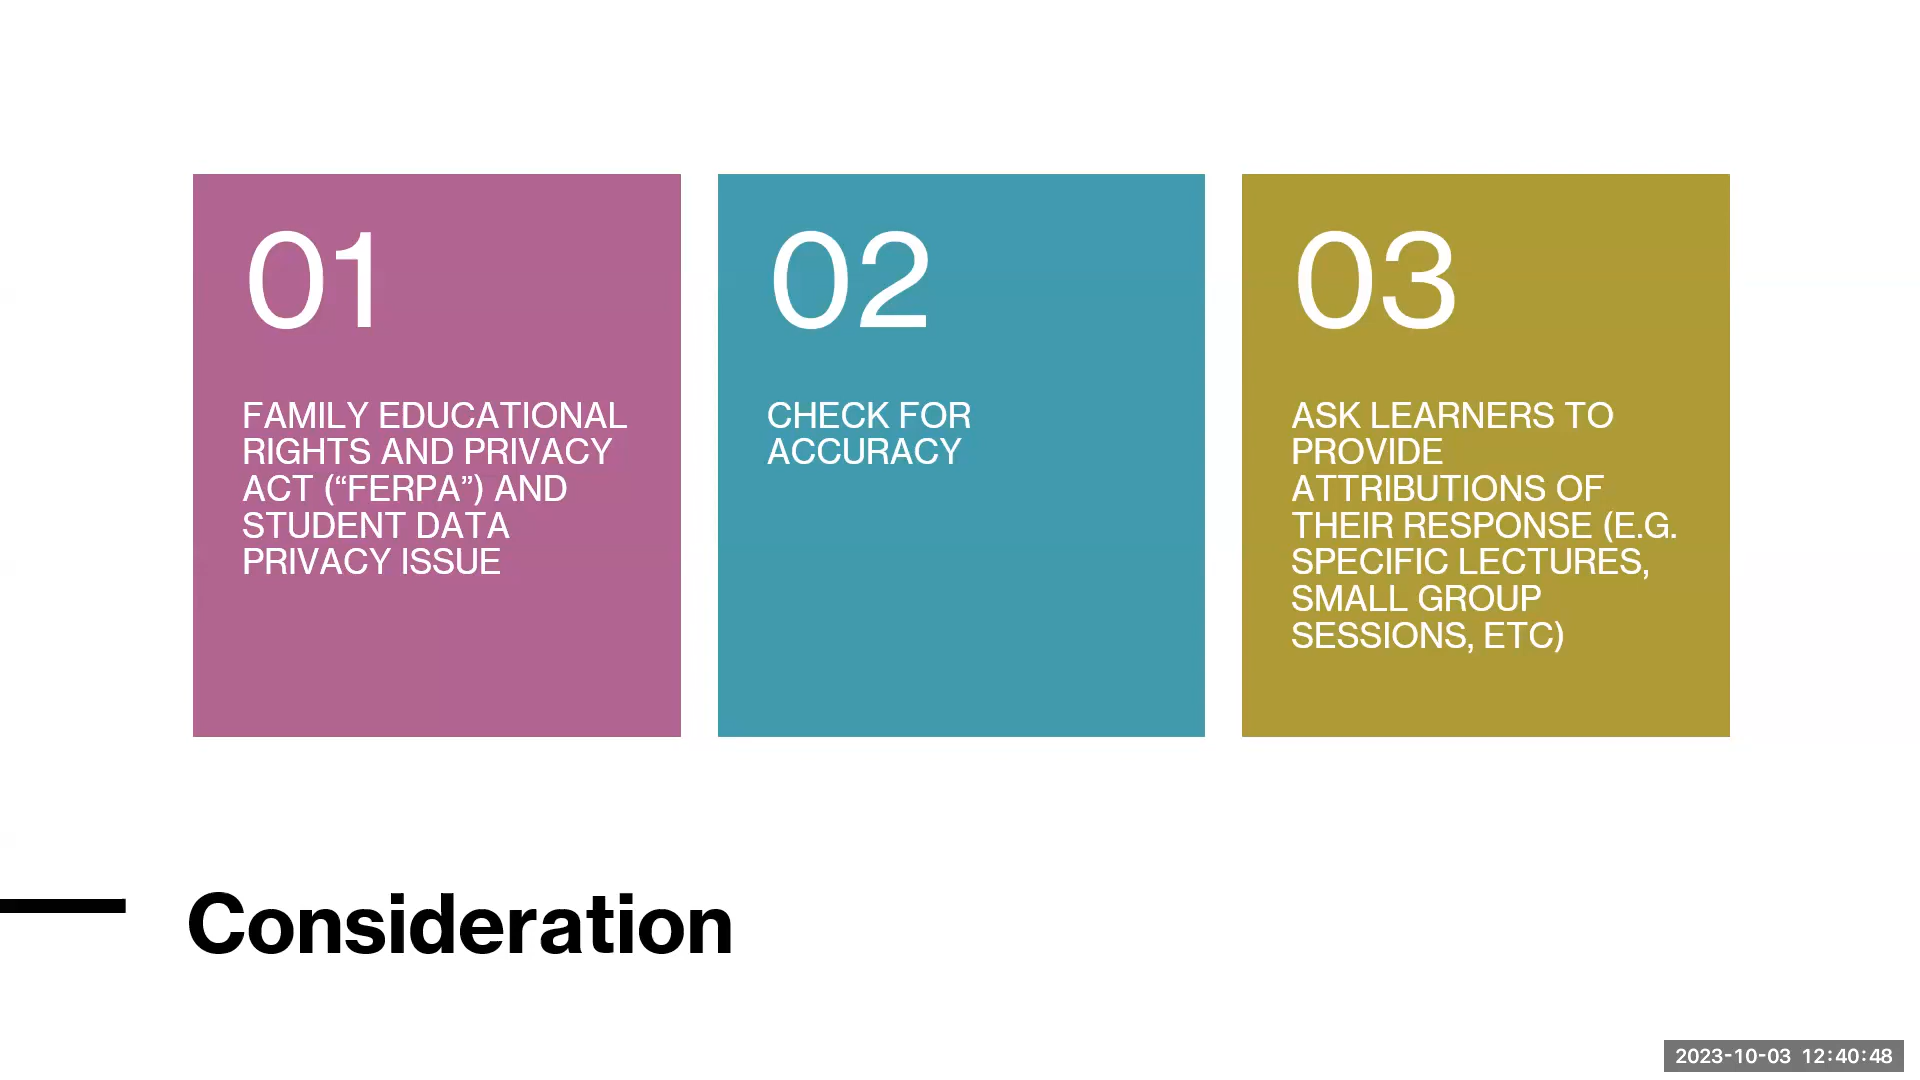 01
FAMILY EDUCATIONAL
RIGHTS AND PRIVACY
ACT (“FERPA”) AND
STUDENT DATA
PRIVACY ISSUE
02
CHECK FOR
ACCURACY
03
ASK LEARNERS TO
PROVIDE
ATTRIBUTIONS OF
THEIR RESPONSE (E.G.
SPECIFIC LECTURES,
SMALL GROUP
SESSIONS, ETC)
Consideration
2023-10-03 12:40:48